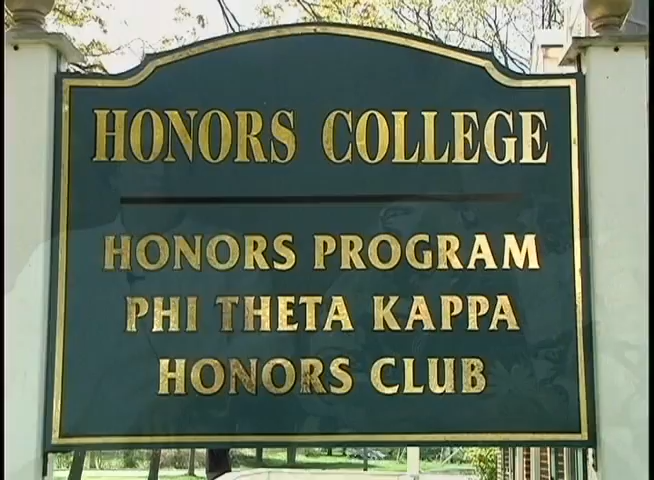 HONORS COLLEGE
HONORS PROGRAM
PHI THETA KAPPA
HONORS CLUB